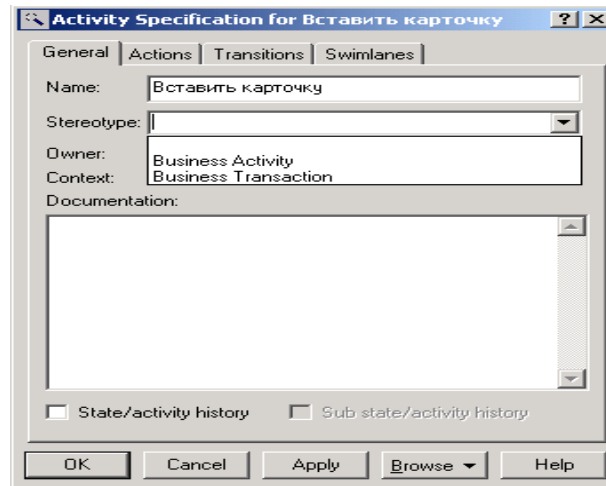 Activity Specification for Вставить карточку
General Actions Transitions Swimlanes
Name: Вставить карточку
Stereotype:
Owner:
Business Activity
Context: Business Transaction
Documentation:
State/activity history Sub state/activity history
OK Cancel Apply Browse Help